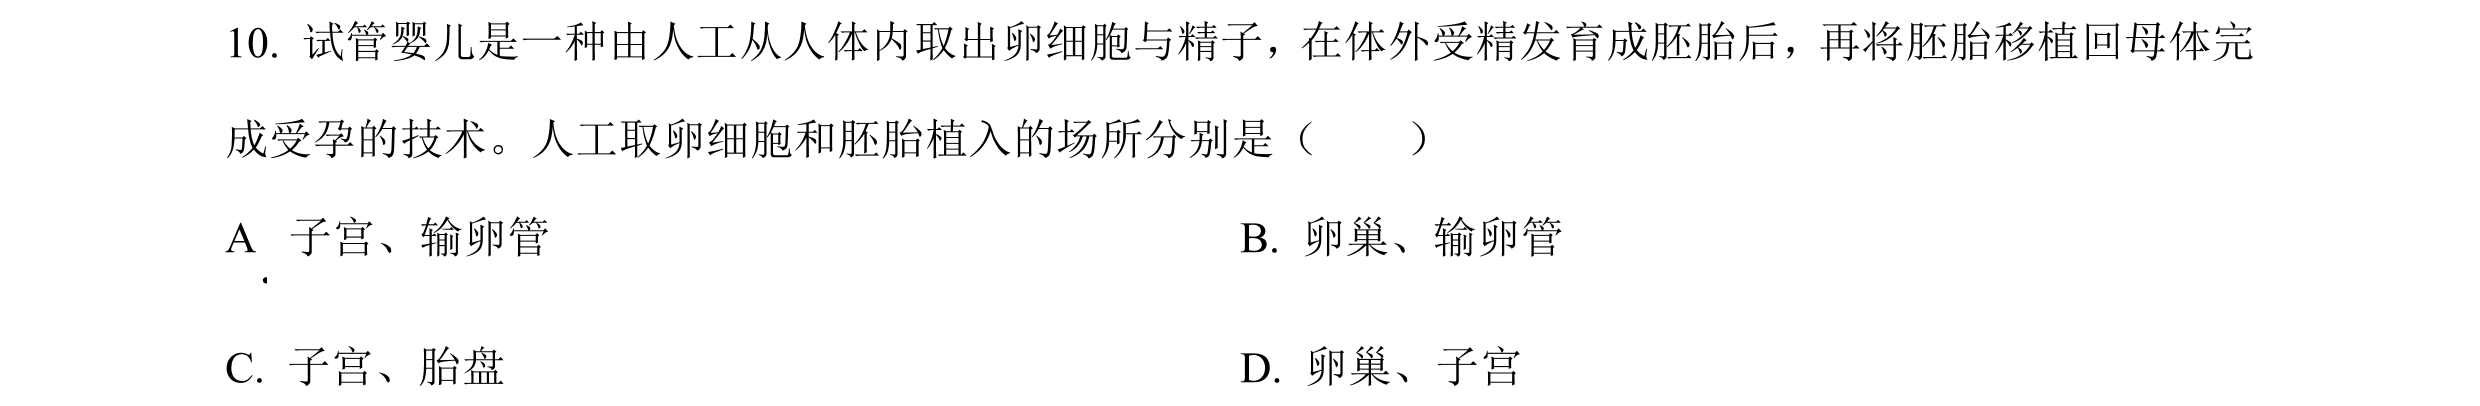 10. 试管婴儿是一种由人工从人体内取出卵细胞与精子，在体外受精发育成胚胎后，再将胚胎移植回母体完
成受孕的技术。人工取卵细胞和胚胎植入的场所分别是（　　）
A. 子宫、输卵管 B. 卵巢、输卵管
C. 子宫、胎盘 D. 卵巢、子宫